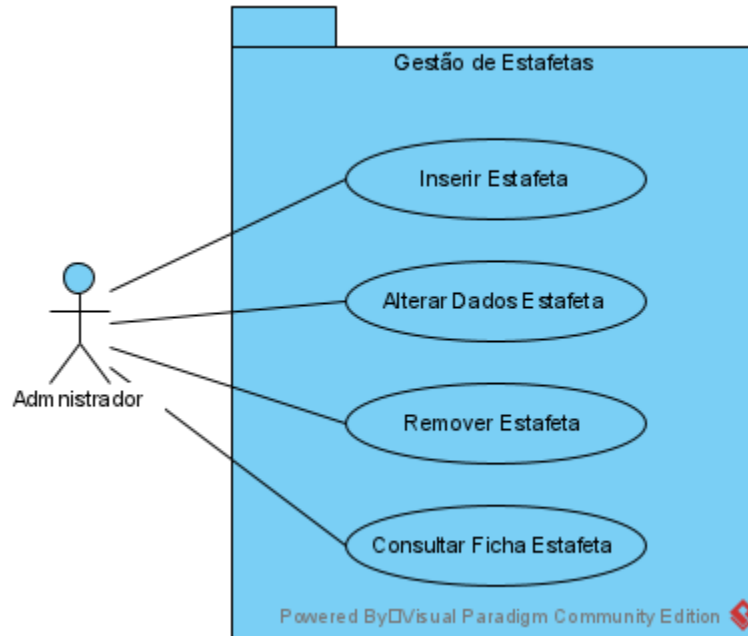 Gestão de Estafetas
Inserir Estafeta
Alterar Dados Estafeta
Administrador
Remover Estafeta
Consultar Ficha Estafeta
Powered By□Visual Paradigm Community Edition